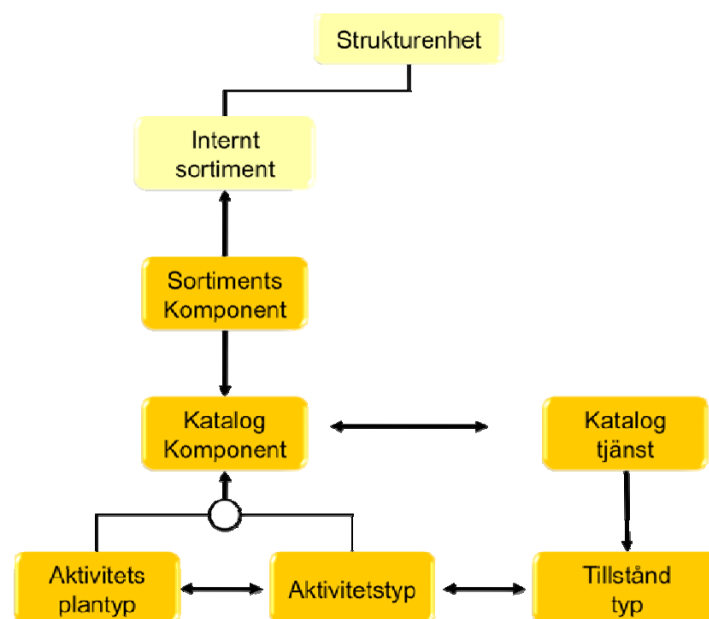 Strukturenhet
Internt
sortiment
Sortiments
Komponent
Katalog
Komponent
Katalog
tjänst
Aktivitets
plantyp
Aktivitetstyp
Tillstånd
typ